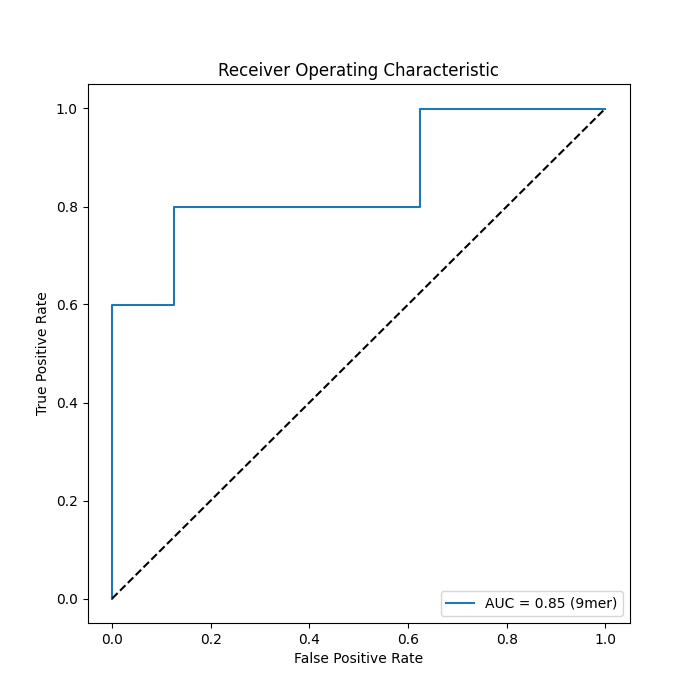 Receiver Operating Characteristic
1.0
0.8
0.6
0.4
0.2
0.0
True Positive Rate
AUC = 0.85 (9mer)
0.0 0.2 0.4 0.6 0.8 1.0
False Positive Rate